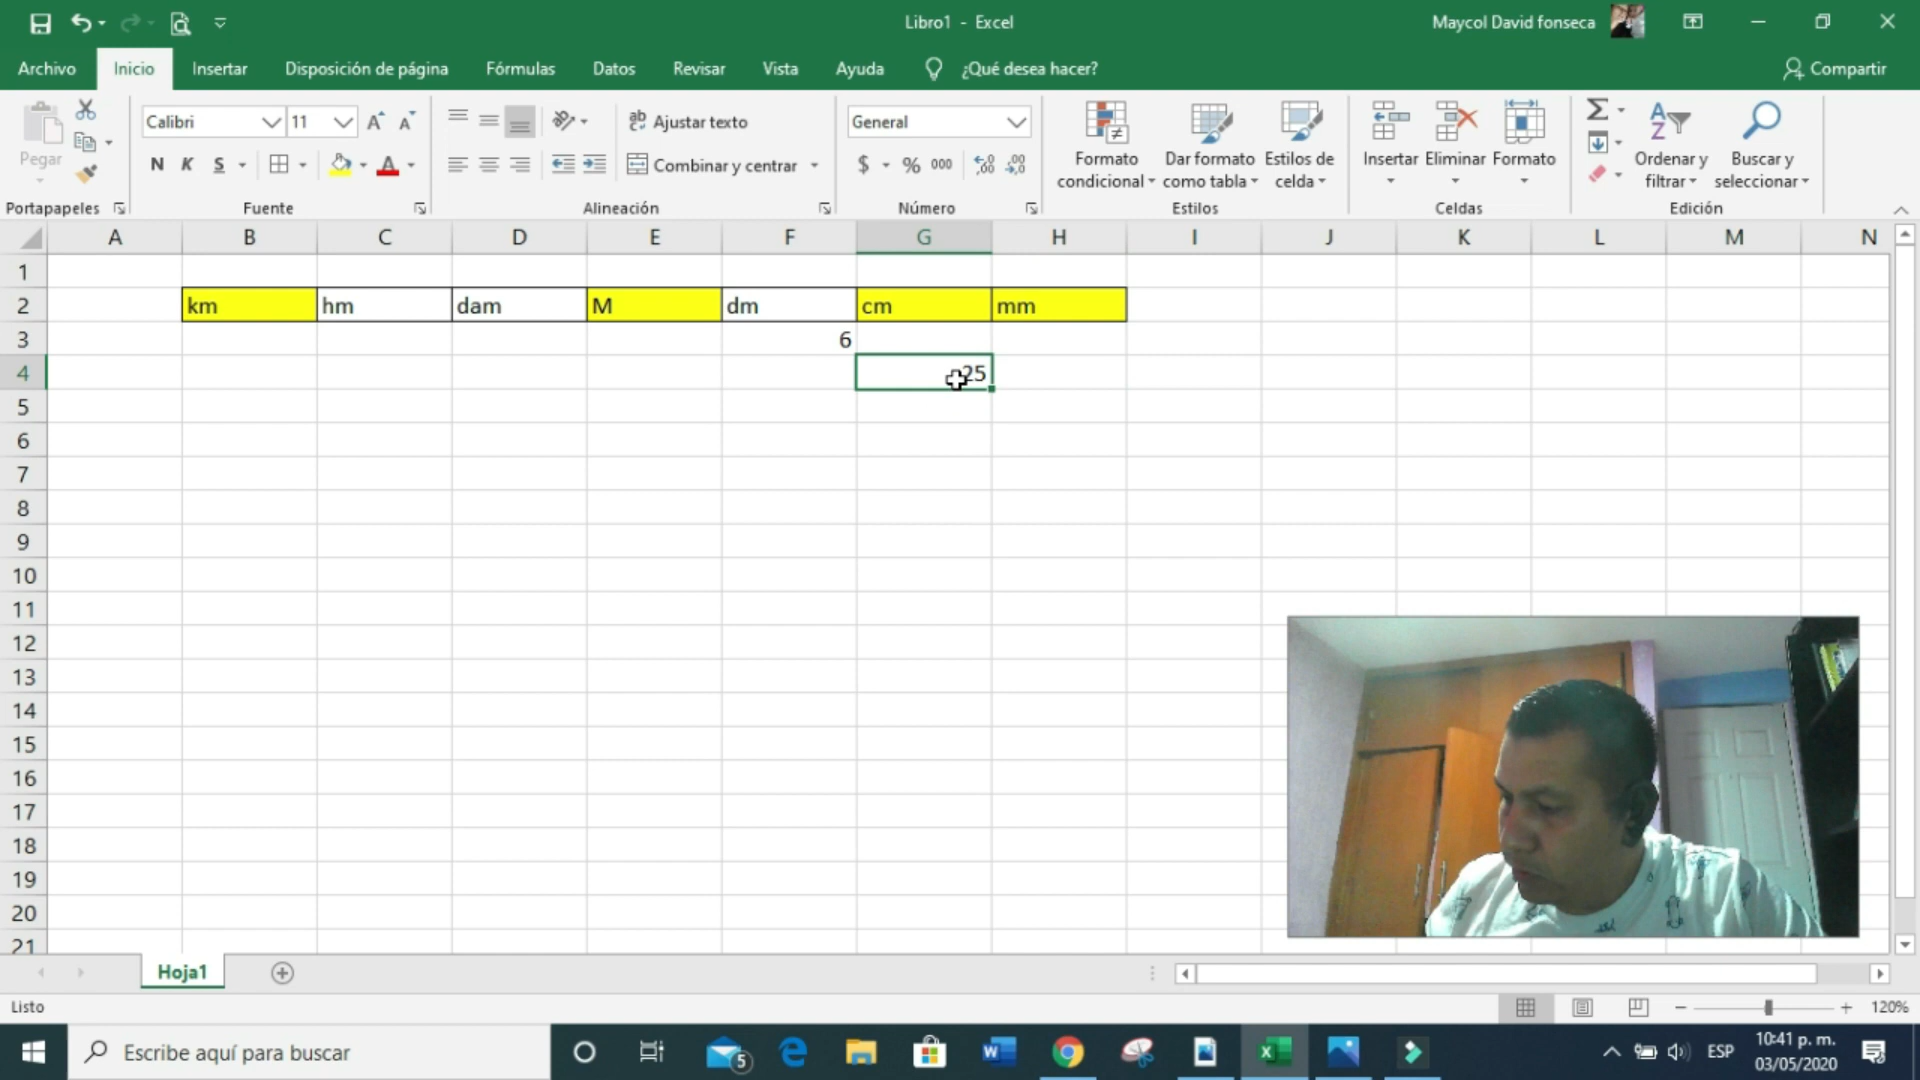 Libro1 - Excel
Maycol David fonseca
Archivo Inicio Insertar Disposición de página Fórmulas Datos Revisar Vista Ayuda ¿Qué desea hacer? Compartir
Pegar
Calibri 11
N K S A
Ajustar texto
Combinar y centrar
General
$ % 000
Formato condicional
Dar formato como tabla
Estilos de celda
Insertar Eliminar Formato
Ordenar y filtrar
Buscar y seleccionar
Portapapeles Fuente Alineación Número Estilos Celdas Edición
A B C D E F G H I J K L M N
1
2 km hm dam M dm cm mm
3 6
4 25
5
6
7
8
9
10
11
12
13
14
15
16
17
18
19
20
21
Hoja1
Listo
120%
Escribe aquí para buscar
5
ESP
10:41 p. m.
03/05/2020